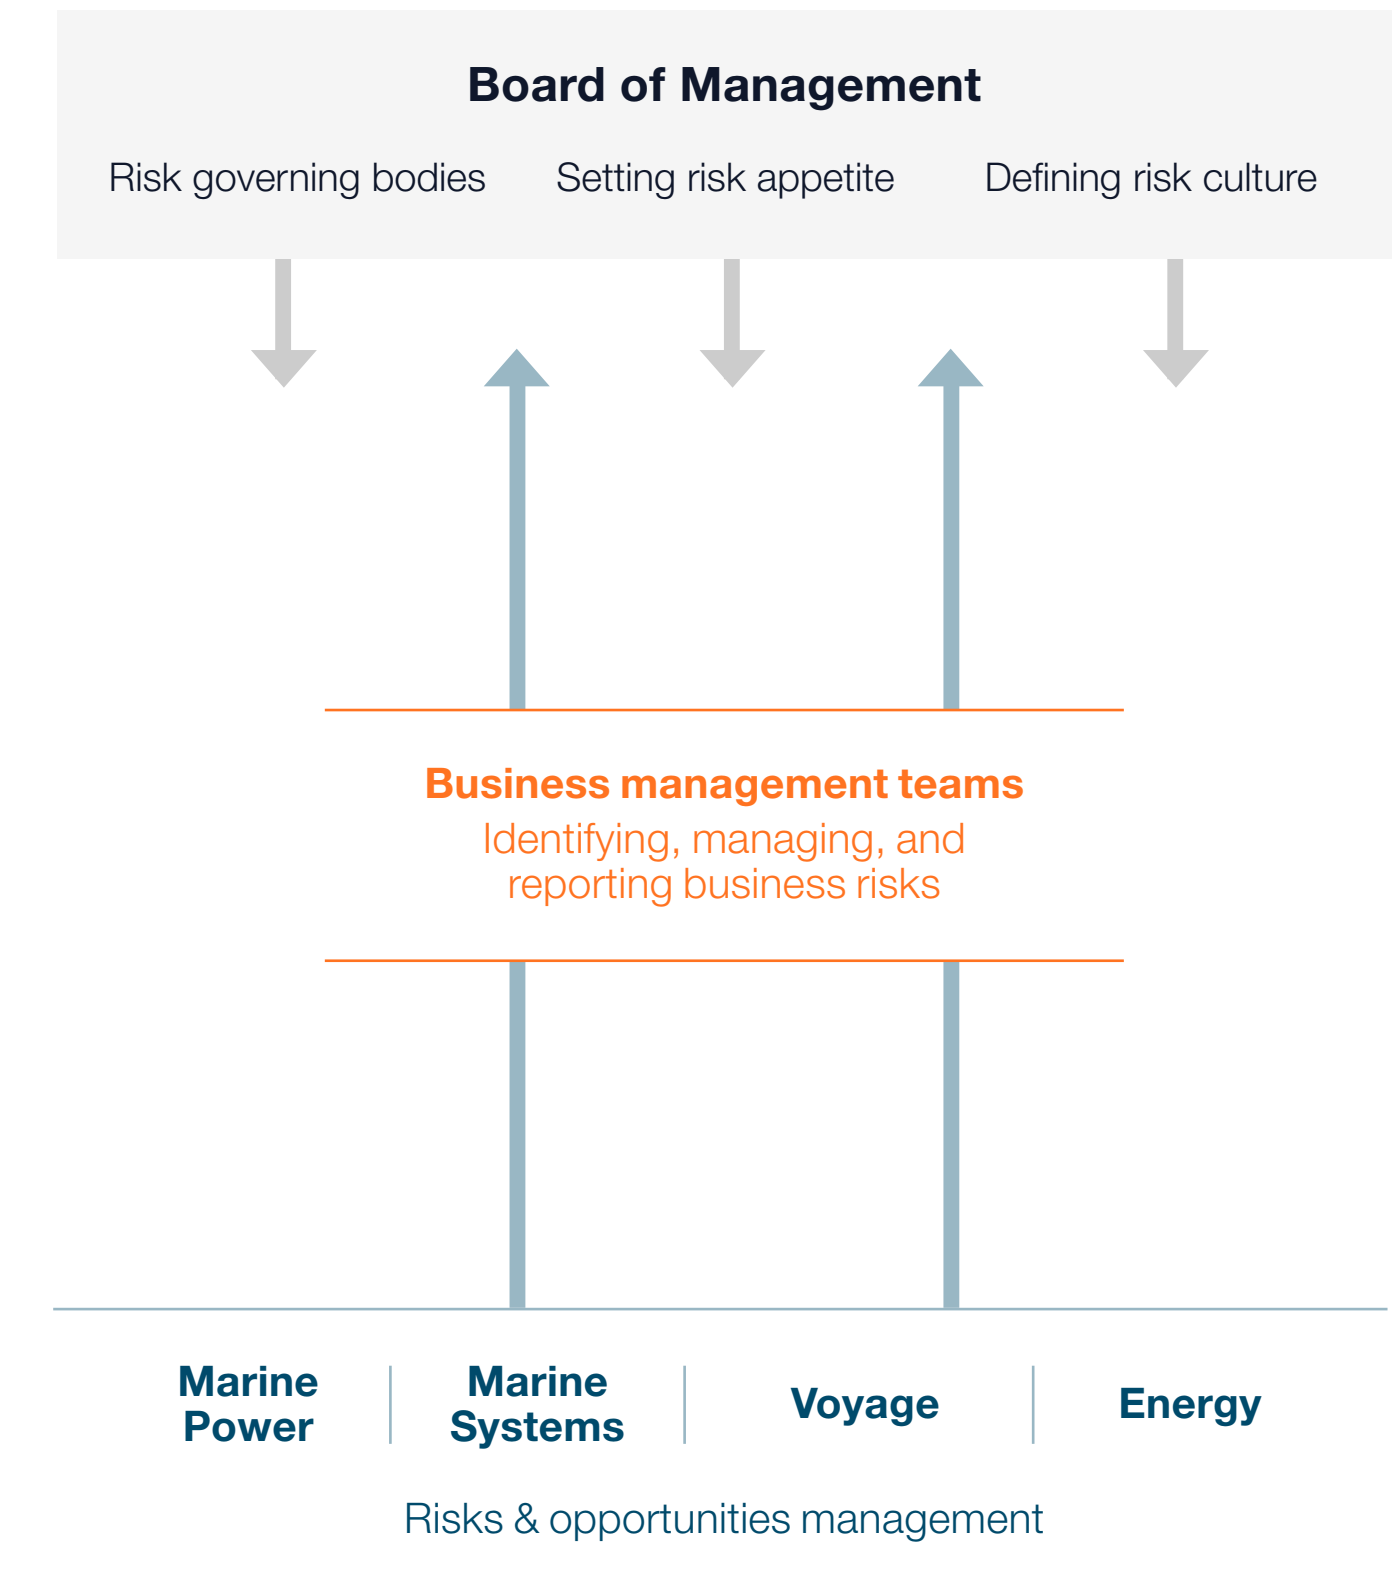 Board of Management
Risk governing bodies
Setting risk appetite
Defining risk culture
Business management teams
Identifying, managing, and
reporting business risks
Marine
Power
Marine
Systems
Voyage
Energy
Risks & opportunities management